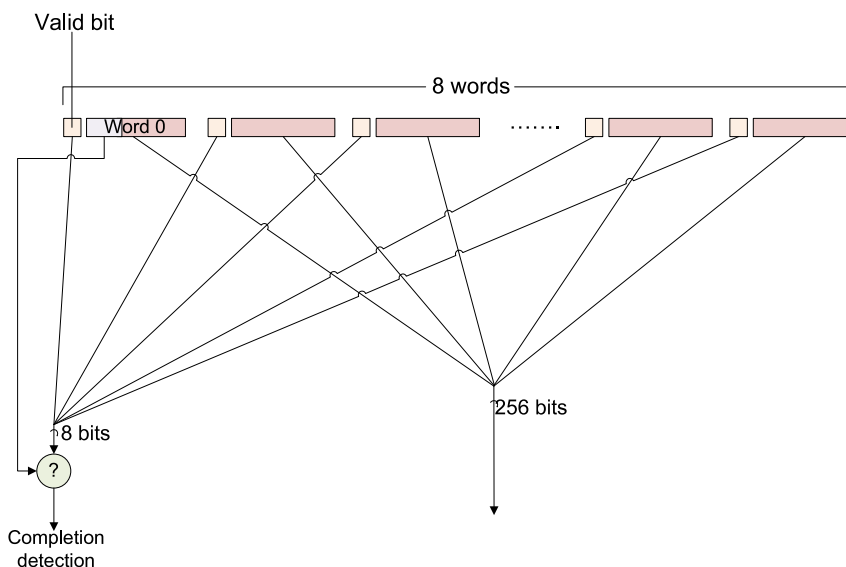 Valid bit
8 words
Word 0
.......
256 bits
8 bits
?
Completion
detection